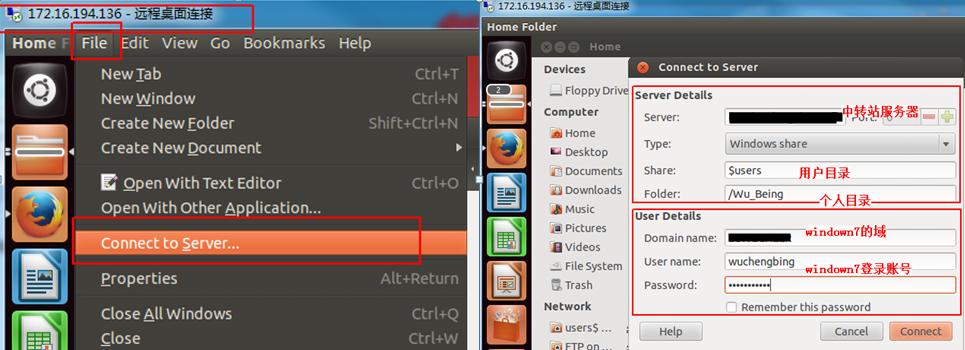 172.16.194.136 - 远程桌面连接
Home F File Edit View Go Bookmarks Help
New Tab Ctrl+T
New Window Ctrl+N
Create New Folder Shift+Ctrl+N
Create New Document
Open With Text Editor Ctrl+O
Open With Other Application...
Connect to Server...
Properties Alt+Return
Close All Windows Ctrl+Q
Close Ctrl+W
172.16.194.136 - 远程桌面连接
Home Folder
Home
Devices
Floppy Drive
Computer
Home
Desktop
Documents
Downloads
Music
Pictures
Videos
File System
Trash
Network
users$ ...
FTP on ...
2
Connect to Server
Server Details
Server: Port: 中转站服务器
Type: Windows share
Share: $users 用户目录
Folder: /Wu_Being
个人目录
User Details
Domain name: window7的域
User name: wuchengbing
window7登录账号
Password:
Remember this password
Help Cancel Connect